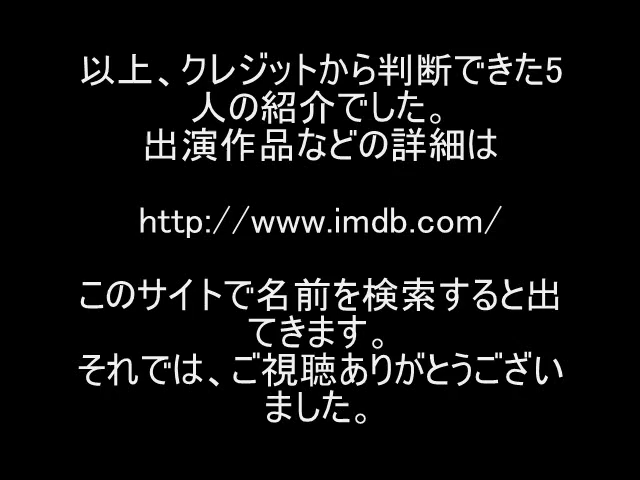 以上、クレジットから判断できた5
人の紹介でした。
出演作品などの詳細は
http://www.imdb.com/
このサイトで名前を検索すると出
てきます。
それでは、ご視聴ありがとうござい
ました。